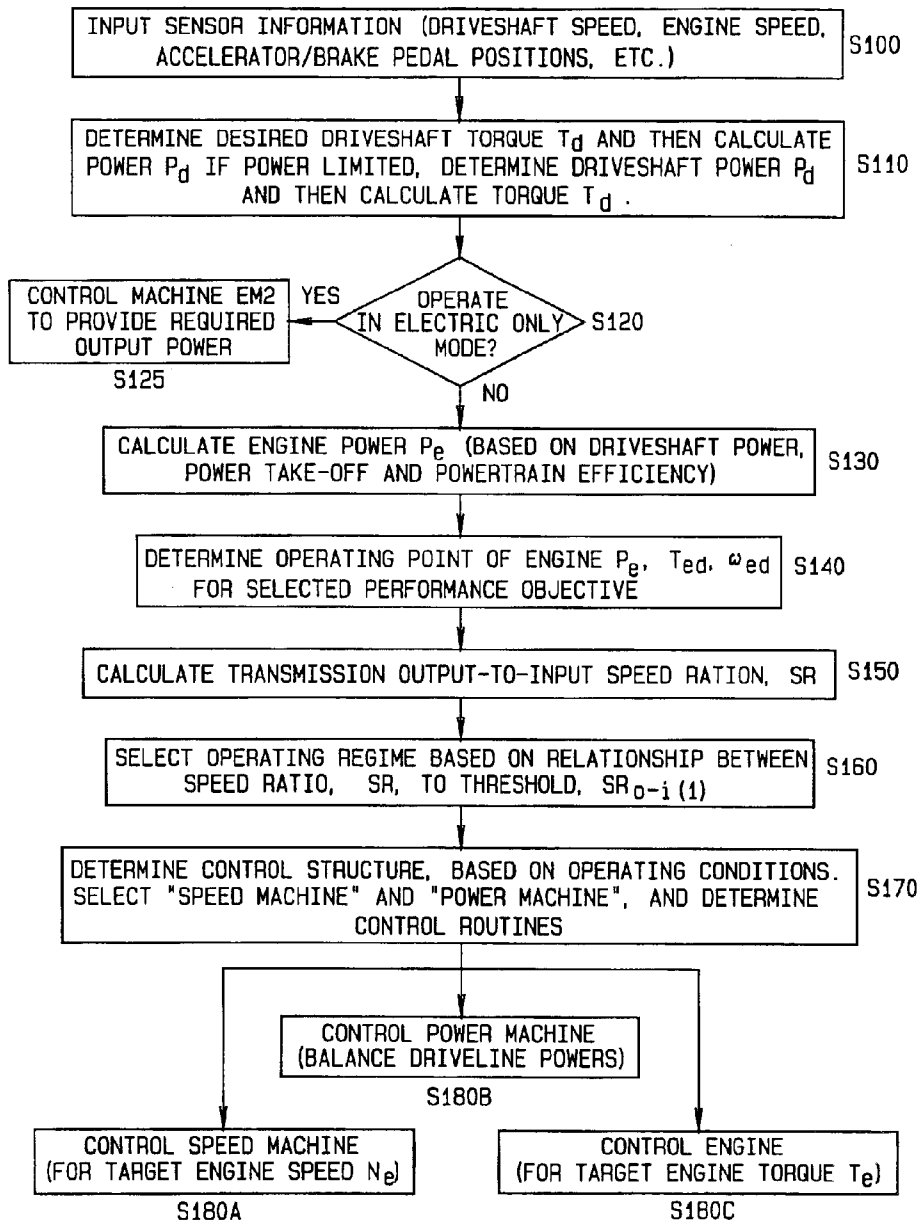 INPUT SENSOR INFORMATION (DRIVESHAFT SPEED, ENGINE SPEED,
ACCELERATOR/BRAKE PEDAL POSITIONS, ETC.)
S100
DETERMINE DESIRED DRIVESHAFT TORQUE Td AND THEN CALCULATE
POWER Pd IF POWER LIMITED, DETERMINE DRIVESHAFT POWER Pd
AND THEN CALCULATE TORQUE Td .
S110
OPERATE
IN ELECTRIC ONLY
MODE?
S120
YES
CONTROL MACHINE EM2
TO PROVIDE REQUIRED
OUTPUT POWER
S125
NO
CALCULATE ENGINE POWER Pe (BASED ON DRIVESHAFT POWER,
POWER TAKE-OFF AND POWERTRAIN EFFICIENCY)
S130
DETERMINE OPERATING POINT OF ENGINE Pe, Ted, ωed
FOR SELECTED PERFORMANCE OBJECTIVE
S140
CALCULATE TRANSMISSION OUTPUT-TO-INPUT SPEED RATION, SR
S150
SELECT OPERATING REGIME BASED ON RELATIONSHIP BETWEEN
SPEED RATIO, SR, TO THRESHOLD, SRo-i(1)
S160
DETERMINE CONTROL STRUCTURE, BASED ON OPERATING CONDITIONS.
SELECT "SPEED MACHINE" AND "POWER MACHINE", AND DETERMINE
CONTROL ROUTINES
S170
CONTROL POWER MACHINE
(BALANCE DRIVELINE POWERS)
S180B
CONTROL SPEED MACHINE
(FOR TARGET ENGINE SPEED Ne)
S180A
CONTROL ENGINE
(FOR TARGET ENGINE TORQUE Te)
S180C